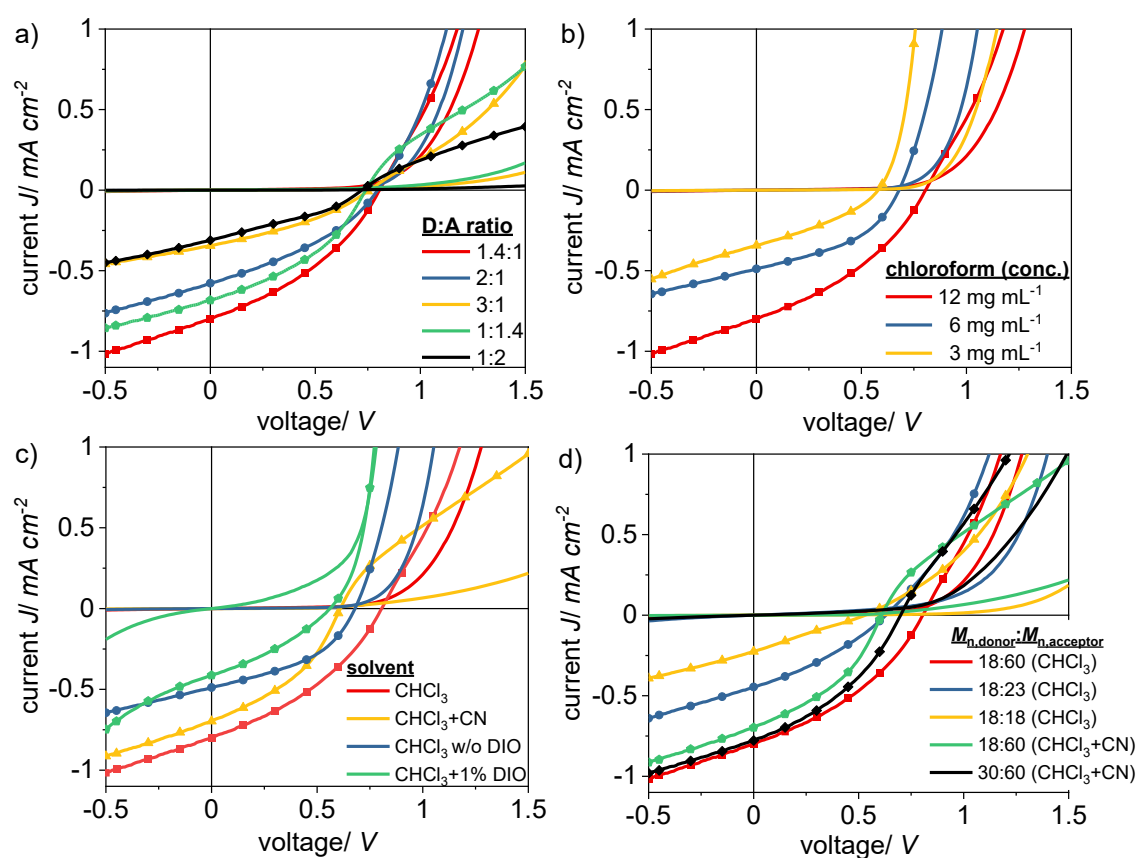 a)
current J/ mA cm⁻²
1
0.5
0
-0.5
-1
D:A ratio
1.4:1
2:1
3:1
1:1.4
1:2
-0.5 0 0.5 1 1.5
voltage/ V
b)
current J/ mA cm⁻²
1
0.5
0
-0.5
-1
chloroform (conc.)
12 mg mL⁻¹
6 mg mL⁻¹
3 mg mL⁻¹
-0.5 0 0.5 1 1.5
voltage/ V
c)
current J/ mA cm⁻²
1
0.5
0
-0.5
-1
solvent
CHCl₃
CHCl₃+CN
CHCl₃ w/o DIO
CHCl₃+1% DIO
-0.5 0 0.5 1 1.5
voltage/ V
d)
current J/ mA cm⁻²
1
0.5
0
-0.5
-1
Mn.donor:Mn.acceptor
18:60 (CHCl₃)
18:23 (CHCl₃)
18:18 (CHCl₃)
18:60 (CHCl₃+CN)
30:60 (CHCl₃+CN)
-0.5 0 0.5 1 1.5
voltage/ V